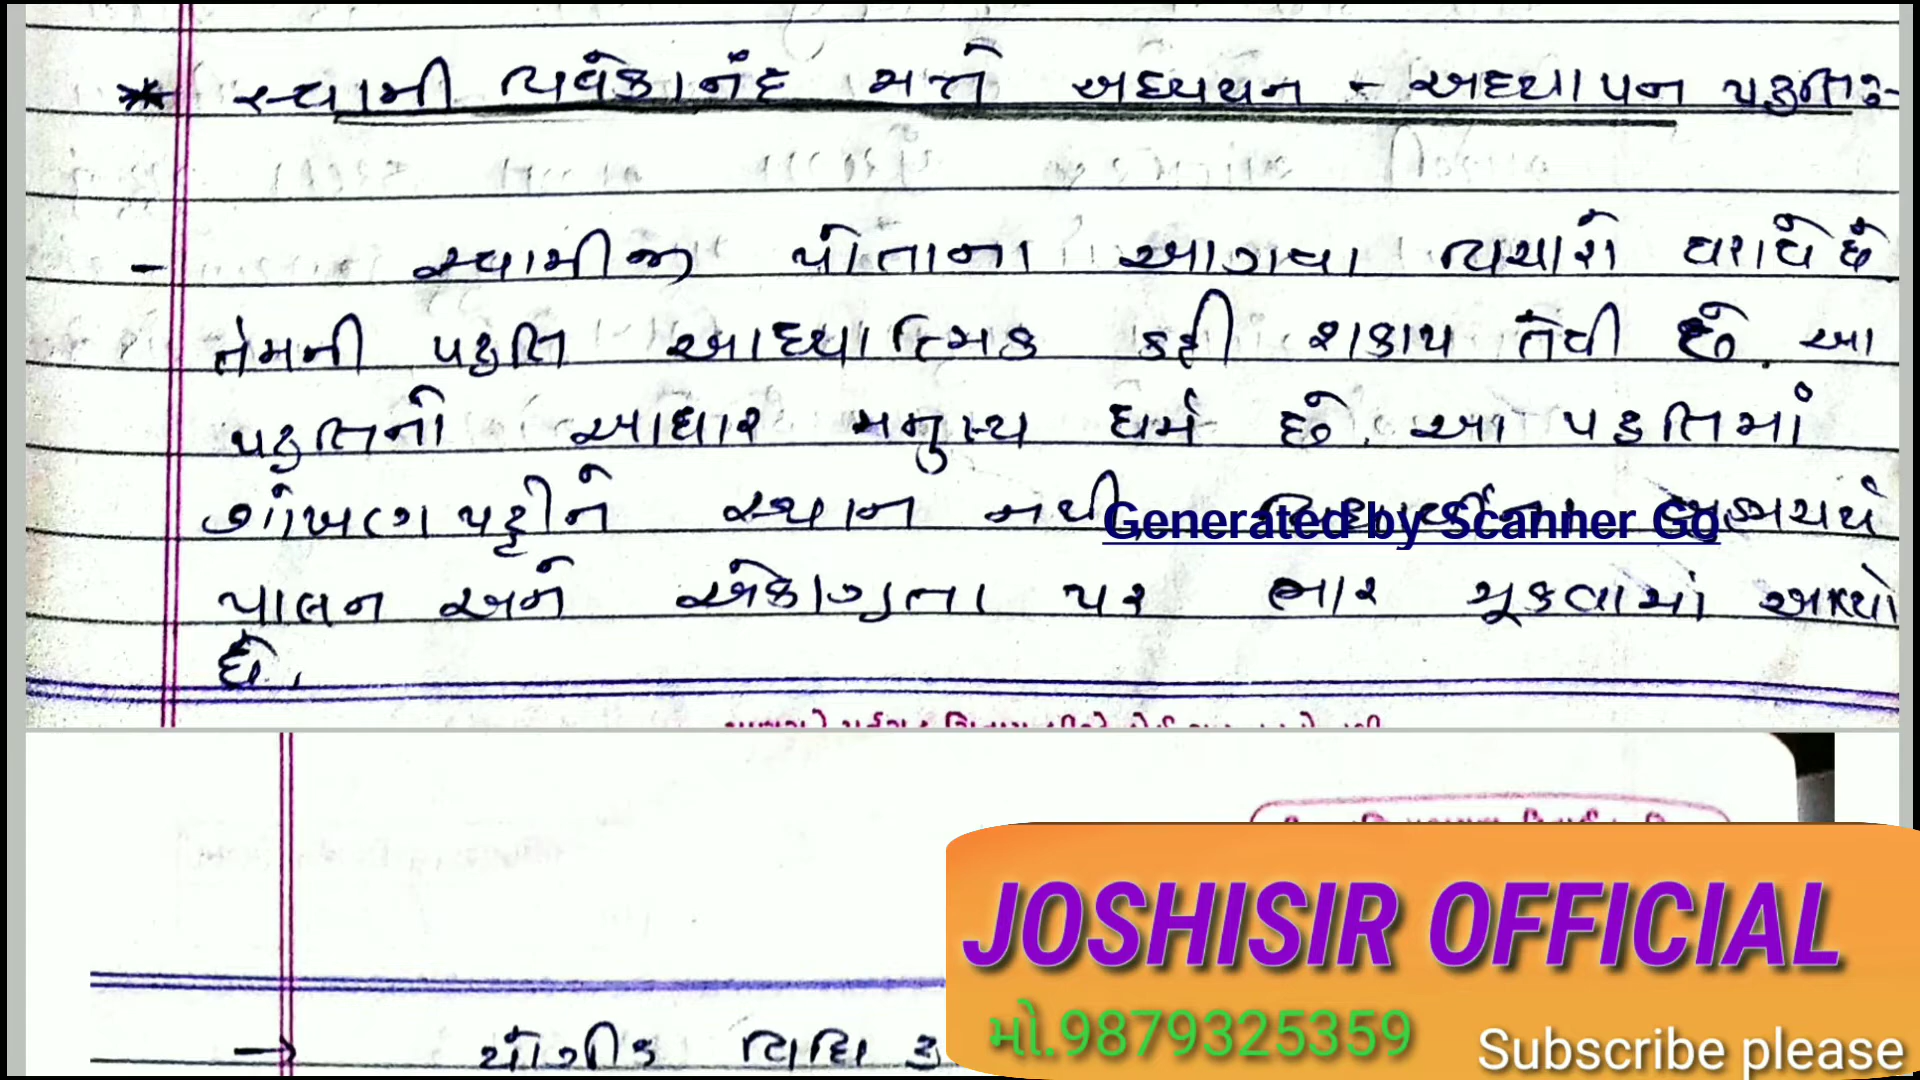 * સ્વામી વિવેકાનંદ મતે અધ્યયન - અધ્યાપન પદ્ધતિ:-
- સ્વામીજી પોતાના આગવા વિચારો ધરાવે છે
તેમની પદ્ધતિ આધ્યાત્મિક કહી શકાય તેવી છે. આ
પદ્ધતિનો આધાર મનુષ્ય ધર્મ છે. આ પદ્ધતિમાં
ગોખણપટ્ટીને સ્થાન નથી
Generated by Scanner Go
પાલન અને એકાગ્રતા પર ભાર મૂકવામાં આવ્યો
છે.
→ યૌગીક વિધિ
JOSHISIR OFFICIAL
મો.9879325359
Subscribe please